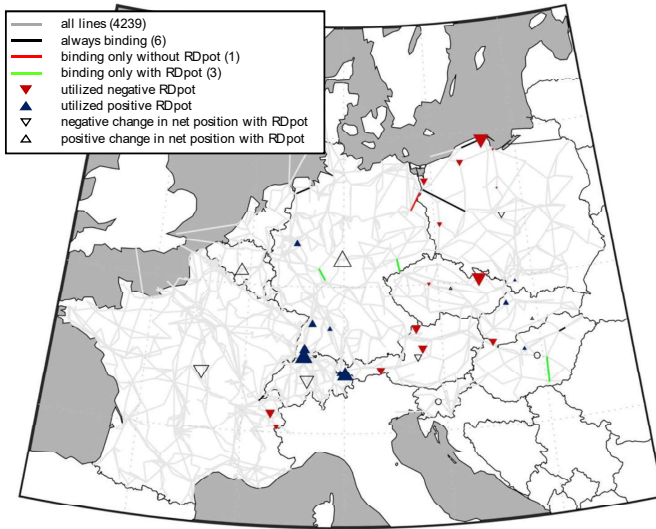 all lines (4239)
always binding (6)
binding only without RDpot (1)
binding only with RDpot (3)
utilized negative RDpot
utilized positive RDpot
negative change in net position with RDpot
positive change in net position with RDpot